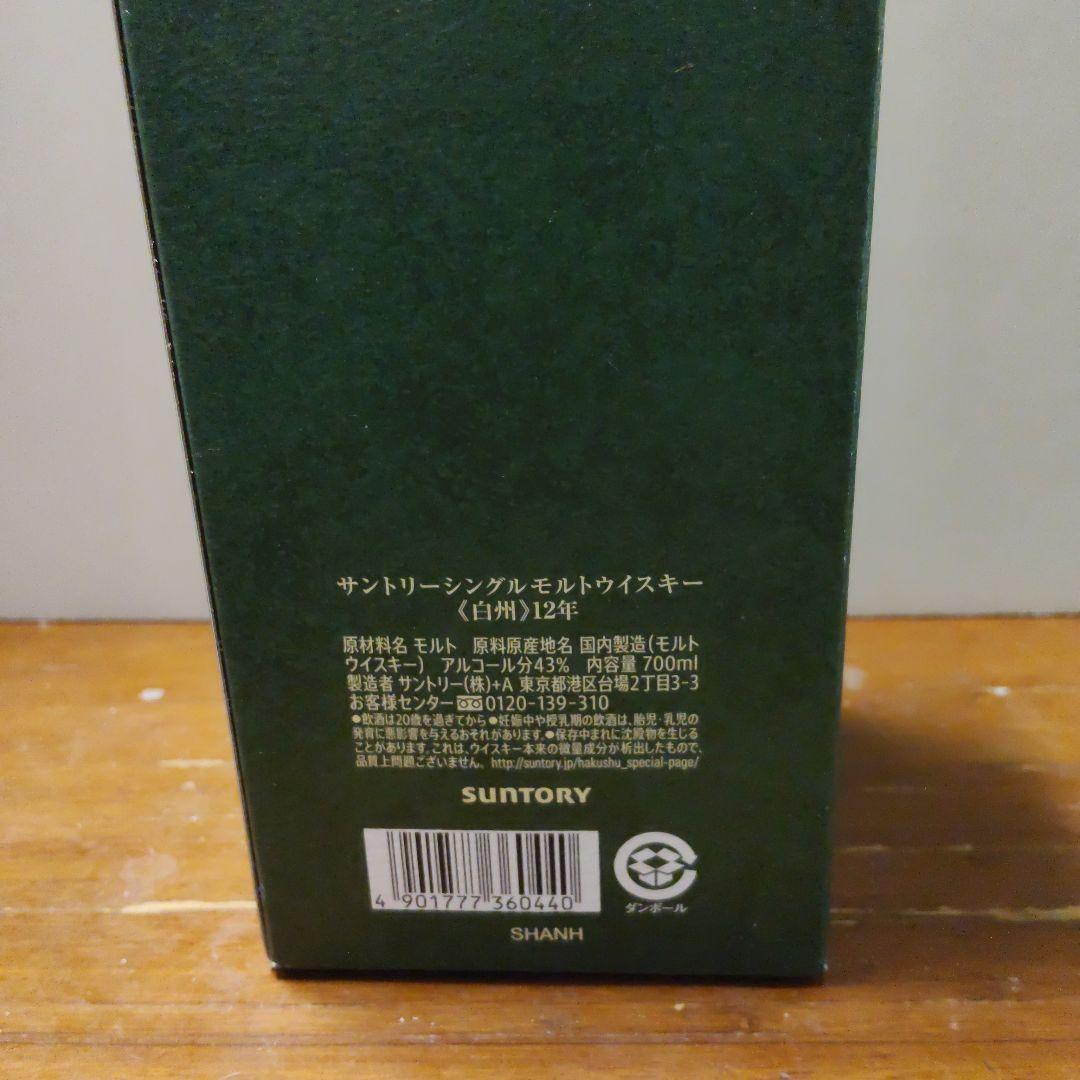 サントリーシングルモルトウイスキー
《白州》12年
原材料名 モルト　原料原産地名 国内製造(モルト
ウイスキー)　アルコール分43%　内容量 700ml
製造者 サントリー(株)+A 東京都港区台場2丁目3-3
お客様センター 0120-139-310
●飲酒は20歳を過ぎてから●妊娠中や授乳期の飲酒は、胎児・乳児の
発育に悪影響を与えるおそれがあります。●保存中まれに沈殿物を生じる
ことがあります。これは、ウイスキー本来の微量成分が析出したもので、
品質上問題ございません。http://suntory.jp/hakushu_special-page/
SUNTORY
4 901777 360440
ダンボール
SHANH